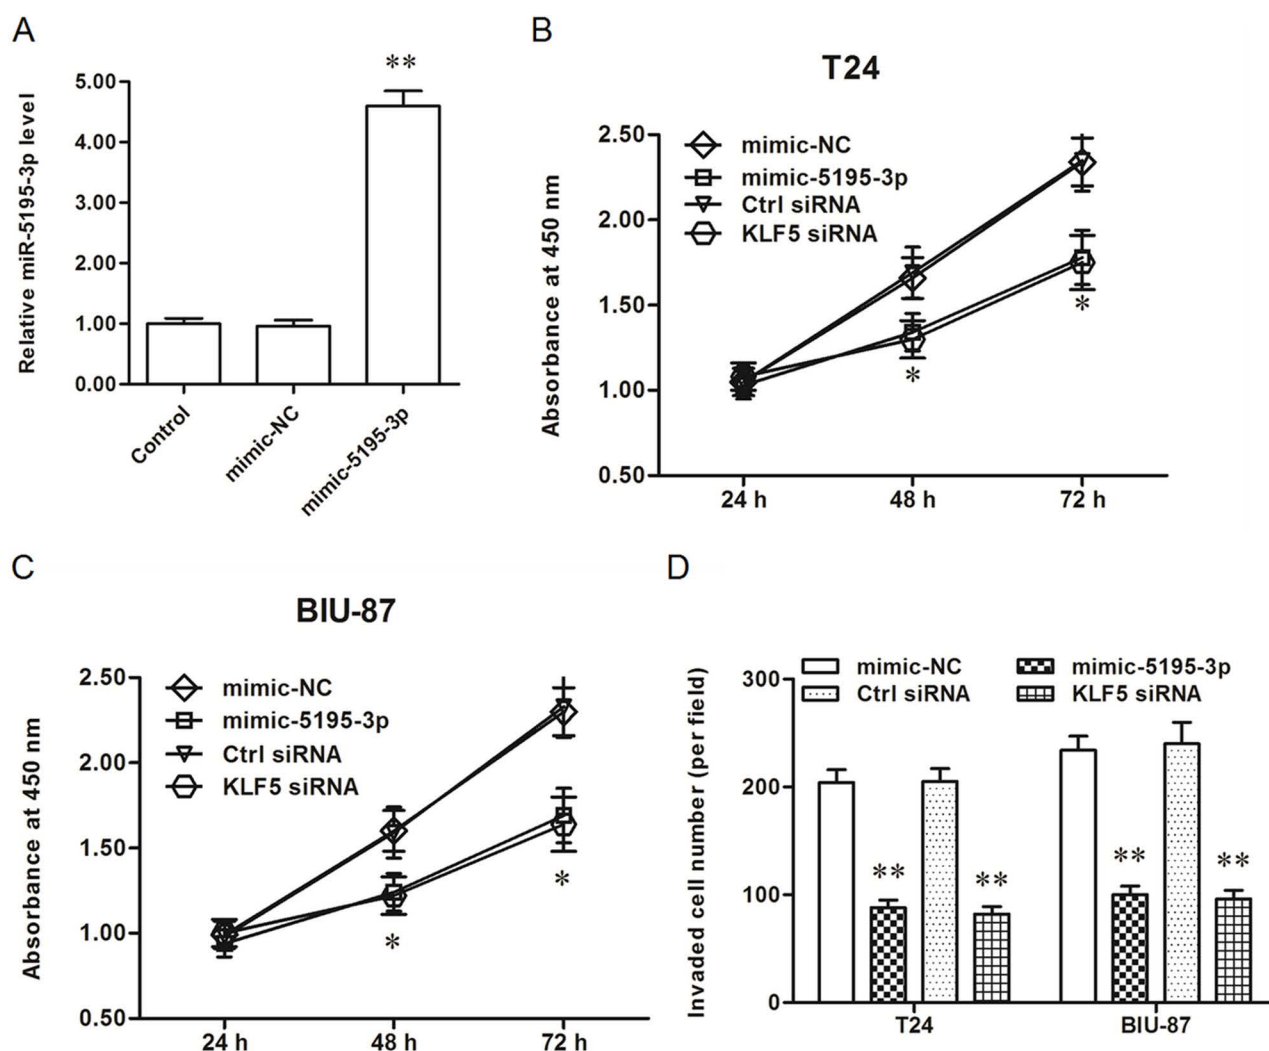 A
**
5.00
4.00
3.00
2.00
1.00
0.00
Relative miR-5195-3p level
Control
mimic-NC
mimic-5195-3p
B
T24
2.50
2.00
1.50
1.00
0.50
Absorbance at 450 nm
mimic-NC
mimic-5195-3p
Ctrl siRNA
KLF5 siRNA
*
*
24 h 48 h 72 h
C
BIU-87
2.50
2.00
1.50
1.00
0.50
Absorbance at 450 nm
mimic-NC
mimic-5195-3p
Ctrl siRNA
KLF5 siRNA
*
*
24 h 48 h 72 h
D
mimic-NC mimic-5195-3p
Ctrl siRNA KLF5 siRNA
300
200
100
0
Invaded cell number (per field)
** ** ** **
T24 BIU-87